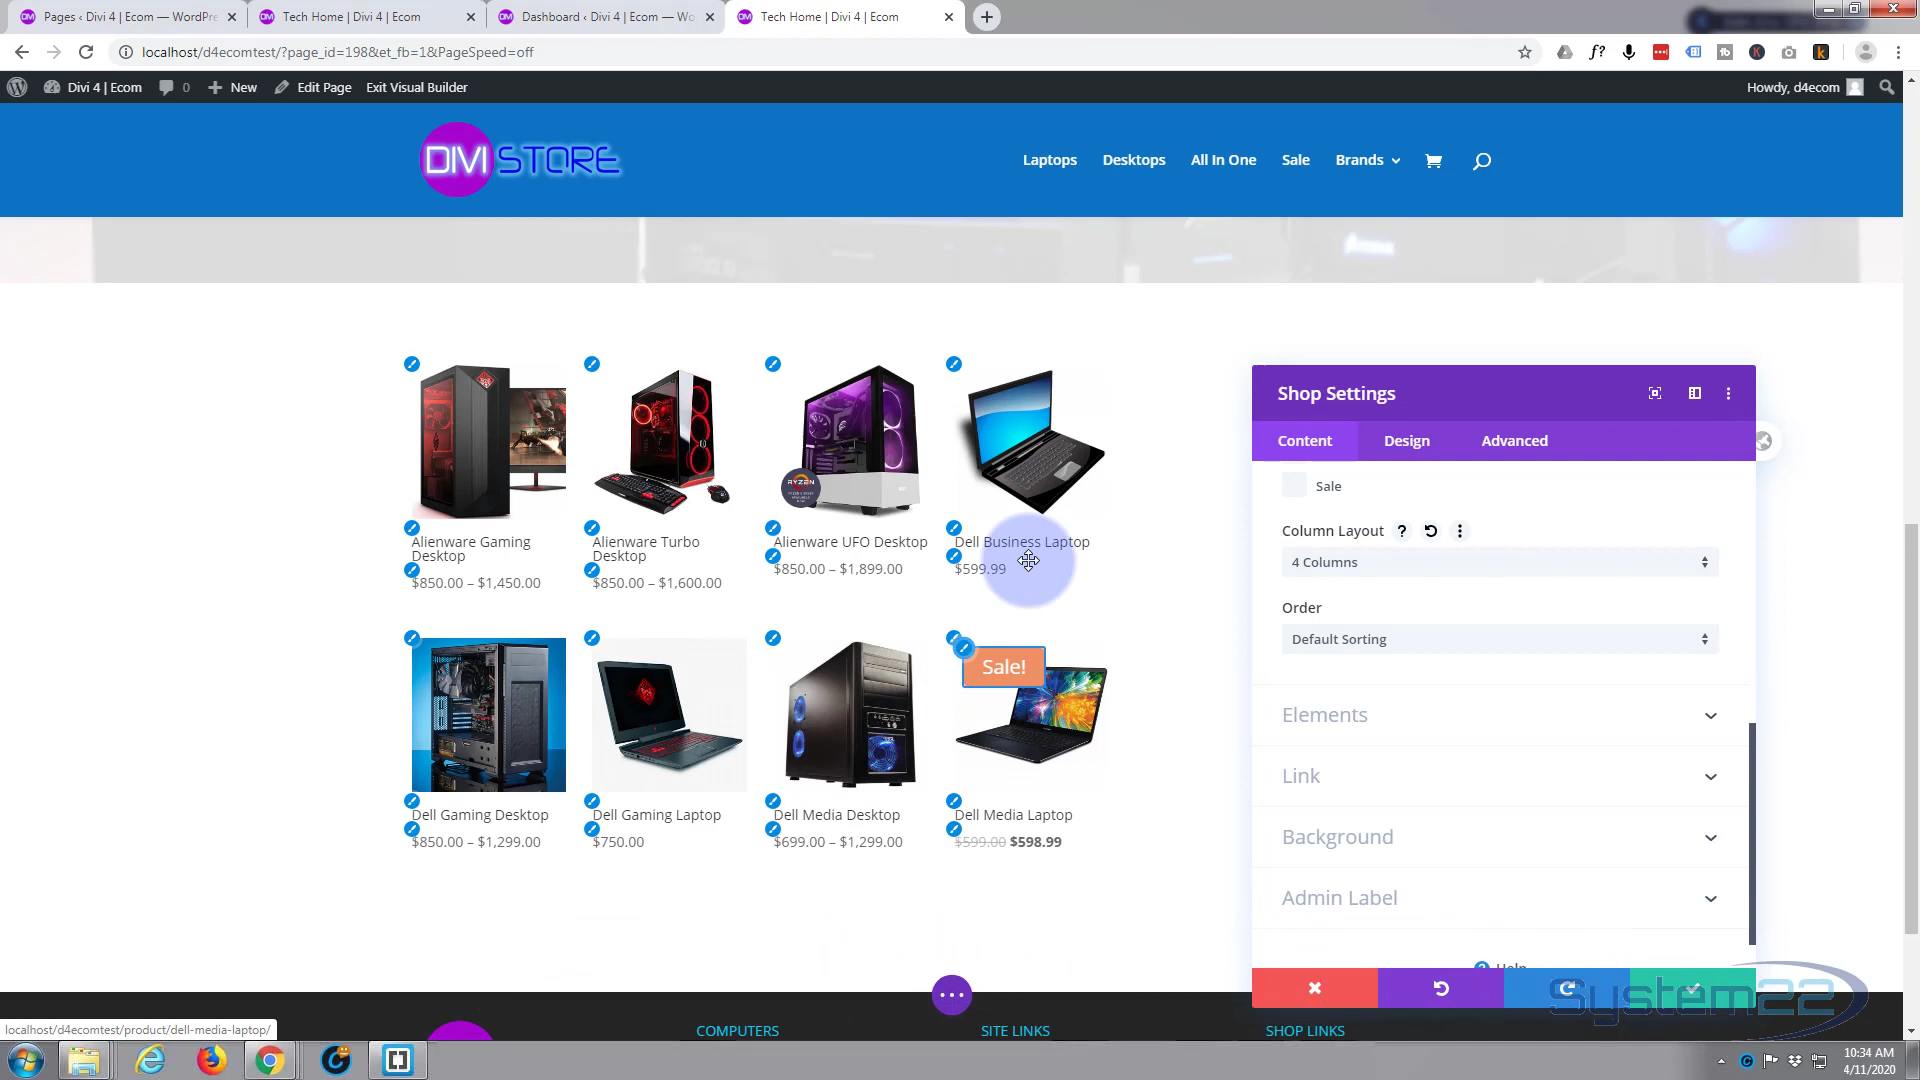 Pages ‹ Divi 4 | Ecom — WordPre
Tech Home | Divi 4 | Ecom
Dashboard ‹ Divi 4 | Ecom — Wo
Tech Home | Divi 4 | Ecom
localhost/d4ecomtest/?page_id=198&et_fb=1&PageSpeed=off
Divi 4 | Ecom
0
New
Edit Page
Exit Visual Builder
Howdy, d4ecom
DIVI STORE
Laptops
Desktops
All In One
Sale
Brands
Alienware Gaming
Desktop
$850.00 – $1,450.00
Alienware Turbo
Desktop
$850.00 – $1,600.00
RYZEN
Alienware UFO Desktop
$850.00 – $1,899.00
Dell Business Laptop
$599.99
Dell Gaming Desktop
$850.00 – $1,299.00
Dell Gaming Laptop
$750.00
Dell Media Desktop
$699.00 – $1,299.00
Sale!
Dell Media Laptop
$599.00 $598.99
Shop Settings
Content
Design
Advanced
Sale
Column Layout
4 Columns
Order
Default Sorting
Elements
Link
Background
Admin Label
Help
System22
COMPUTERS
SITE LINKS
SHOP LINKS
localhost/d4ecomtest/product/dell-media-laptop/
10:34 AM
4/11/2020